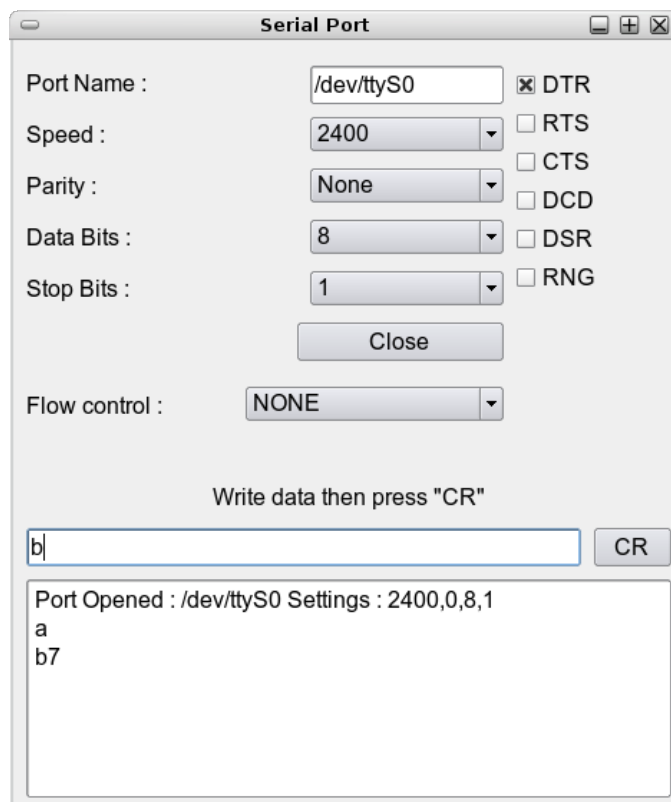 Serial Port
Port Name :
/dev/ttyS0
DTR
Speed :
2400
RTS
CTS
Parity :
None
DCD
Data Bits :
8
DSR
Stop Bits :
1
RNG
Close
Flow control :
NONE
Write data then press "CR"
b
CR
Port Opened : /dev/ttyS0 Settings : 2400,0,8,1
a
b7